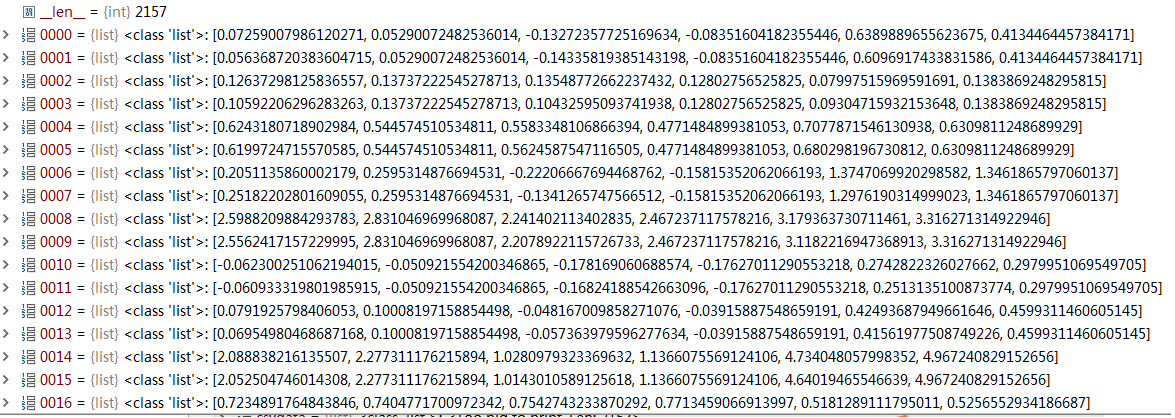 __len__ = {int} 2157
0000 = {list} <class 'list'>: [0.07259007986120271, 0.05290072482536014, -0.13272357725169634, -0.08351604182355446, 0.6389889655623675, 0.4134464457384171]
0001 = {list} <class 'list'>: [0.056368720383604715, 0.05290072482536014, -0.14335819385143198, -0.08351604182355446, 0.6096917433831586, 0.4134464457384171]
0002 = {list} <class 'list'>: [0.12637298125836557, 0.13737222545278713, 0.13548772662237432, 0.12802756525825, 0.07997515969591691, 0.1383869248295815]
0003 = {list} <class 'list'>: [0.10592206296283263, 0.13737222545278713, 0.10432595093741938, 0.12802756525825, 0.09304715932153648, 0.1383869248295815]
0004 = {list} <class 'list'>: [0.6243180718902984, 0.544574510534811, 0.5583348106866394, 0.4771484899381053, 0.7077871546130938, 0.6309811248689929]
0005 = {list} <class 'list'>: [0.6199724715570585, 0.544574510534811, 0.5624587547116505, 0.4771484899381053, 0.680298196730812, 0.6309811248689929]
0006 = {list} <class 'list'>: [0.2051135860002179, 0.2595314876694531, -0.22206667694468762, -0.15815352062066193, 1.3747069920298582, 1.3461865797060137]
0007 = {list} <class 'list'>: [0.25182202801609055, 0.2595314876694531, -0.1341265747566512, -0.15815352062066193, 1.2976190314999023, 1.3461865797060137]
0008 = {list} <class 'list'>: [2.5988209884293783, 2.831046969968087, 2.241402113402835, 2.467237117578216, 3.179363730711461, 3.316271314922946]
0009 = {list} <class 'list'>: [2.5562417157229995, 2.831046969968087, 2.2078922115726733, 2.467237117578216, 3.1182216947368913, 3.316271314922946]
0010 = {list} <class 'list'>: [-0.062300251062194015, -0.050921554200346865, -0.178169060688574, -0.17627011290553218, 0.2742822326027662, 0.2979951069549705]
0011 = {list} <class 'list'>: [-0.060933319801985915, -0.050921554200346865, -0.16824188542663096, -0.17627011290553218, 0.2513135100873774, 0.2979951069549705]
0012 = {list} <class 'list'>: [0.0791925798406053, 0.10008197158854498, -0.048167009858271076, -0.03915887548659191, 0.42493687949661646, 0.4599311460605145]
0013 = {list} <class 'list'>: [0.06954980468687168, 0.10008197158854498, -0.057363979596277634, -0.03915887548659191, 0.41561977508749226, 0.4599311460605145]
0014 = {list} <class 'list'>: [2.088838216135507, 2.277311176215894, 1.0280979323369632, 1.1366075569124106, 4.734048057998352, 4.967240829152656]
0015 = {list} <class 'list'>: [2.052504746014308, 2.277311176215894, 1.0143010589125618, 1.1366075569124106, 4.64019465546639, 4.967240829152656]
0016 = {list} <class 'list'>: [0.7234891764843846, 0.7404771700972342, 0.7542743233870292, 0.7713459066913997, 0.5181289111795011, 0.5256552934186687]